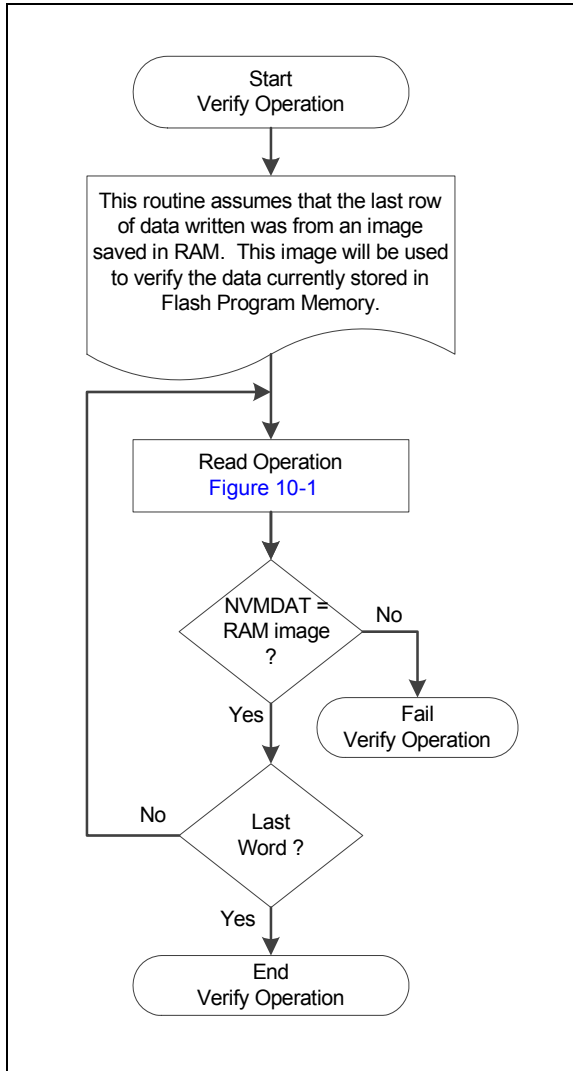 Start
Verify Operation
This routine assumes that the last row
of data written was from an image
saved in RAM. This image will be used
to verify the data currently stored in
Flash Program Memory.
Read Operation
Figure 10-1
NVMDAT =
RAM image
?
No
Yes
Fail
Verify Operation
No
Last
Word ?
Yes
End
Verify Operation